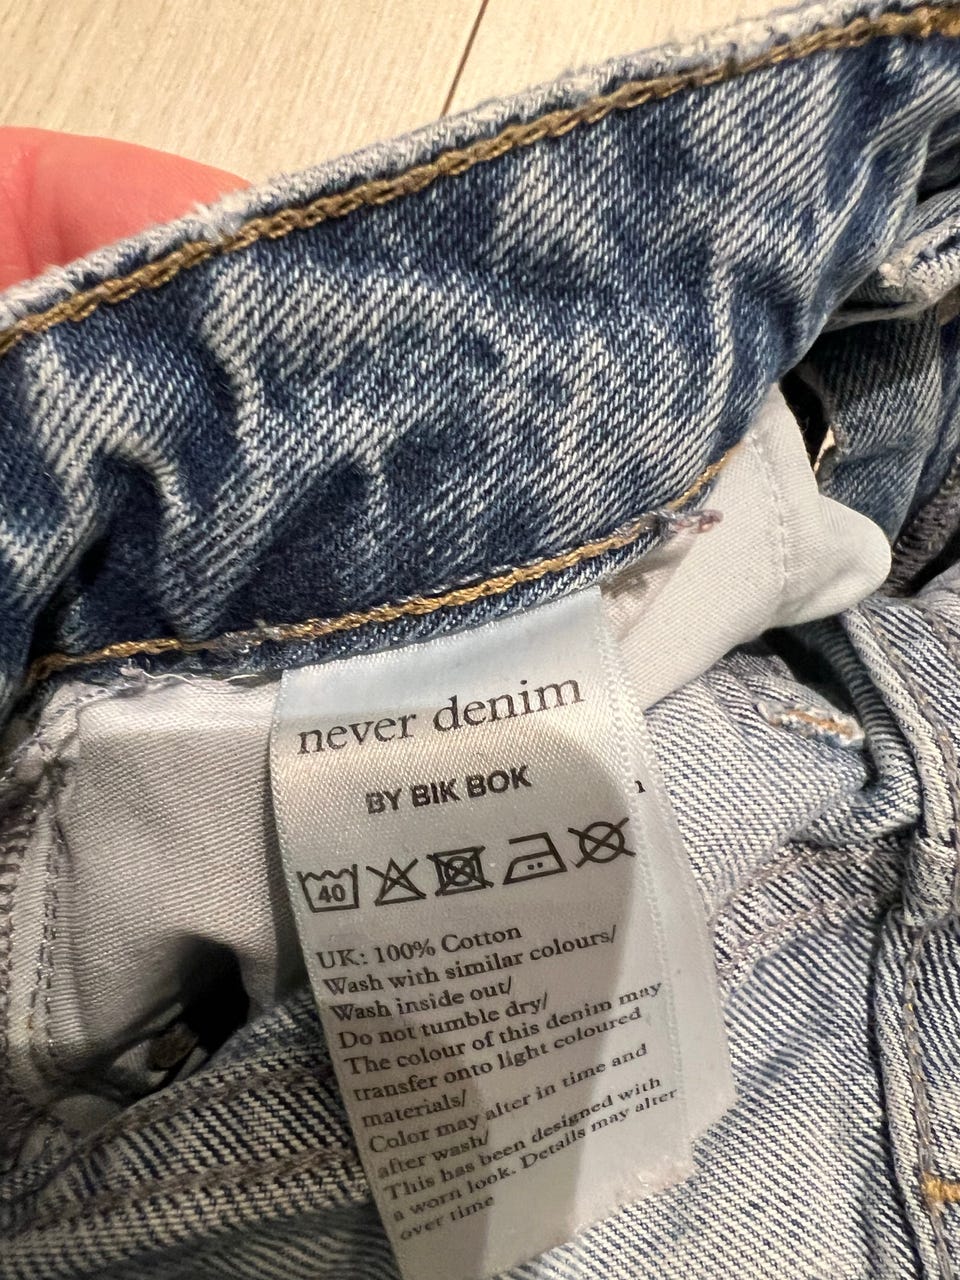 never denim
BY BIK BOK
40
UK: 100% Cotton
Wash with similar colours/
Wash inside out/
Do not tumble dry/
The colour of this denim may
transfer onto light coloured
materials/
Color may alter in time and
after wash/
This has been designed with
a worn look. Details may alter
over time